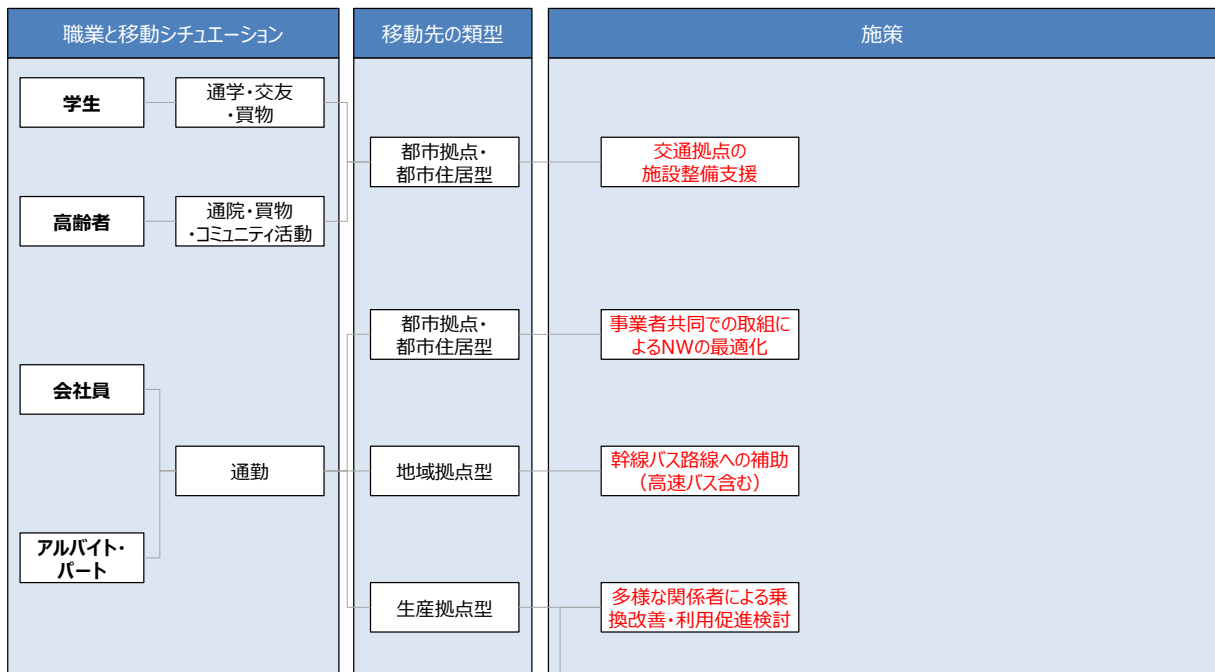 職業と移動シチュエーション
移動先の類型
施策
学生
通学・交友
・買物
都市拠点・
都市住居型
交通拠点の
施設整備支援
高齢者
通院・買物
・コミュニティ活動
都市拠点・
都市住居型
事業者共同での取組に
よるNWの最適化
会社員
通勤
地域拠点型
幹線バス路線への補助
（高速バス含む）
アルバイト・
パート
生産拠点型
多様な関係者による乗
換改善・利用促進検討